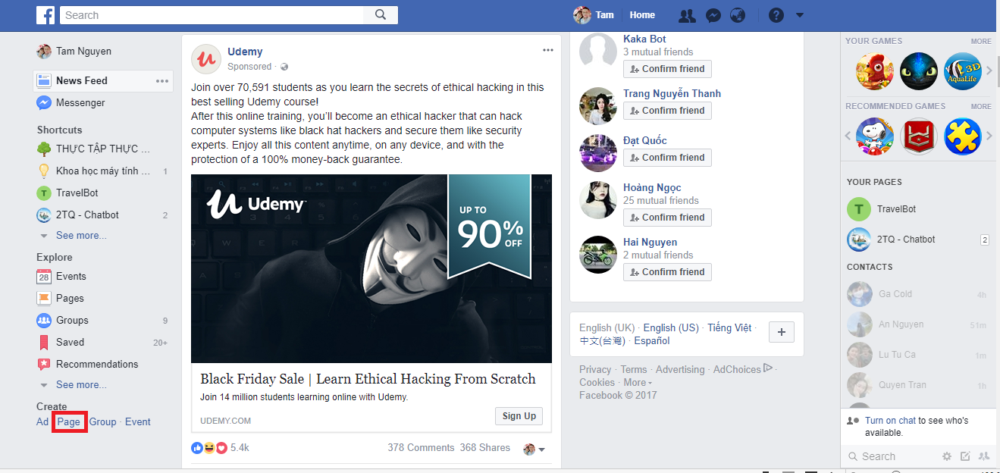 Search
Tam
Home
Tam Nguyen
News Feed
Messenger
Shortcuts
THỰC TẬP THỰC ...
Khoa học máy tính ... 1
TravelBot
2TQ - Chatbot 2
See more...
Explore
28 Events
Pages
Groups 9
Saved 20+
Recommendations
See more...
Create
Ad · Page · Group · Event
Udemy
Sponsored ·
Join over 70,591 students as you learn the secrets of ethical hacking in this
best selling Udemy course!
After this online training, you’ll become an ethical hacker that can hack
computer systems like black hat hackers and secure them like security
experts. Enjoy all this content anytime, on any device, and with the
protection of a 100% money-back guarantee.
Udemy
UP TO
90% OFF
Black Friday Sale | Learn Ethical Hacking From Scratch
Join 14 million students learning online with Udemy.
UDEMY.COM
Sign Up
5.4k
378 Comments 368 Shares
Kaka Bot
3 mutual friends
Confirm friend
Trang Nguyễn Thanh
Confirm friend
Đạt Quốc
Confirm friend
Hoàng Ngọc
25 mutual friends
Confirm friend
Hai Nguyen
2 mutual friends
Confirm friend
English (UK) · English (US) · Tiếng Việt ·
中文(台灣) · Español
Privacy · Terms · Advertising · AdChoices ·
Cookies · More
Facebook © 2017
YOUR GAMES MORE
3D
AquaLife
RECOMMENDED GAMES MORE
YOUR PAGES
T TravelBot
2TQ - Chatbot 2
CONTACTS
Ga Cold 4h
An Nguyen 51m
Lu Tu Ca 1m
Quyen Tran 1h
Turn on chat to see who's
available.
Search